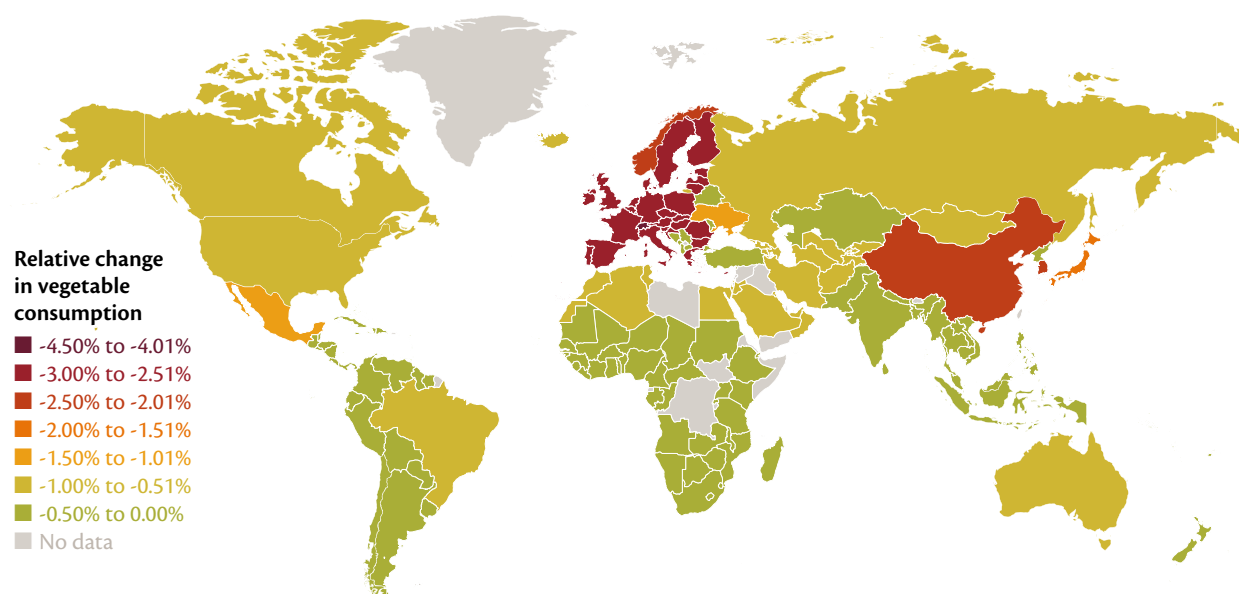 Relative change
in vegetable
consumption
-4.50% to -4.01%
-3.00% to -2.51%
-2.50% to -2.01%
-2.00% to -1.51%
-1.50% to -1.01%
-1.00% to -0.51%
-0.50% to 0.00%
No data